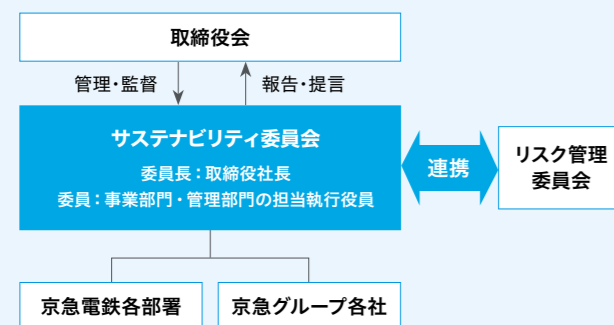 取締役会
管理・監督
報告・提言
サステナビリティ委員会
委員長：取締役社長
委員：事業部門・管理部門の担当執行役員
連携
リスク管理
委員会
京急電鉄各部署
京急グループ各社